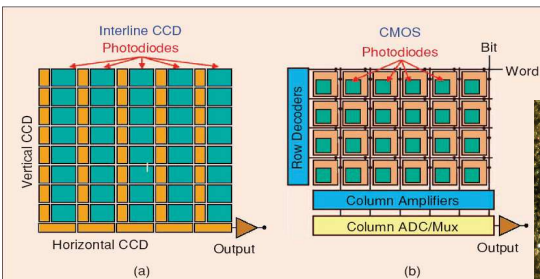 Interline CCD
Photodiodes
Vertical CCD
Horizontal CCD
Output
(a)
CMOS
Photodiodes
Bit
Word
Row Decoders
Column Amplifiers
Column ADC/Mux
Output
(b)